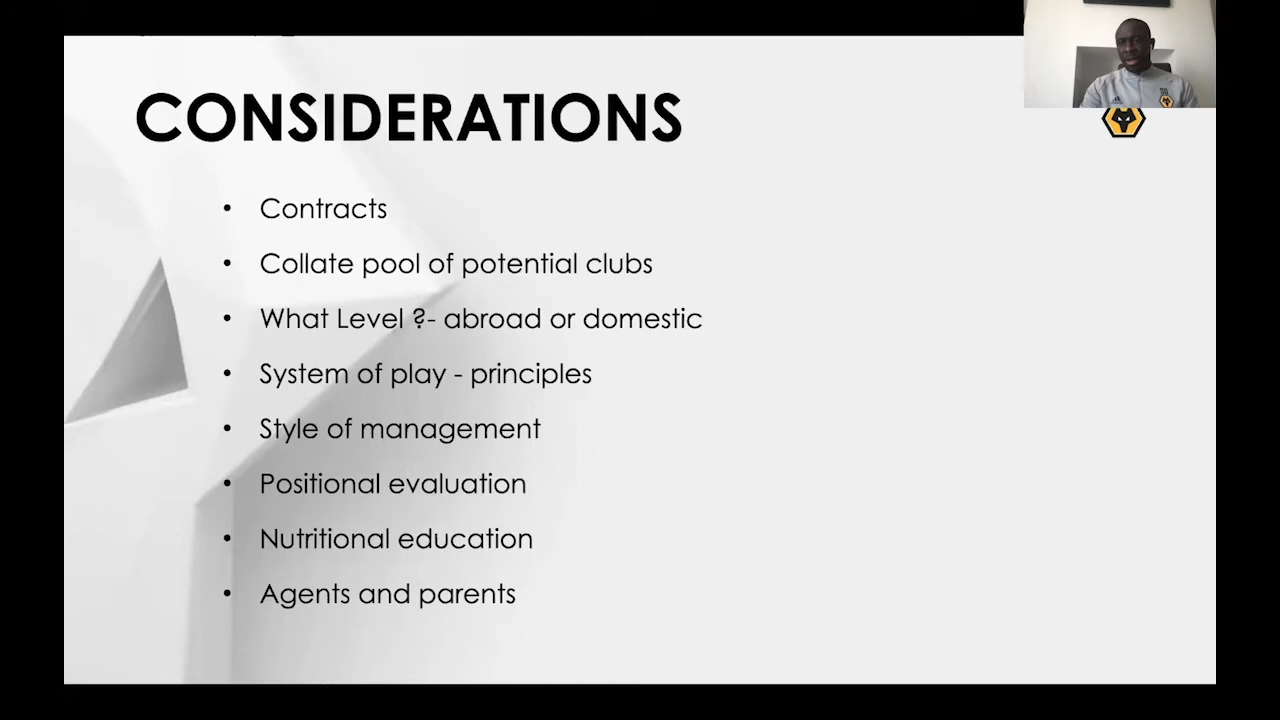 CONSIDERATIONS
• Contracts
• Collate pool of potential clubs
• What Level ?- abroad or domestic
• System of play - principles
• Style of management
• Positional evaluation
• Nutritional education
• Agents and parents